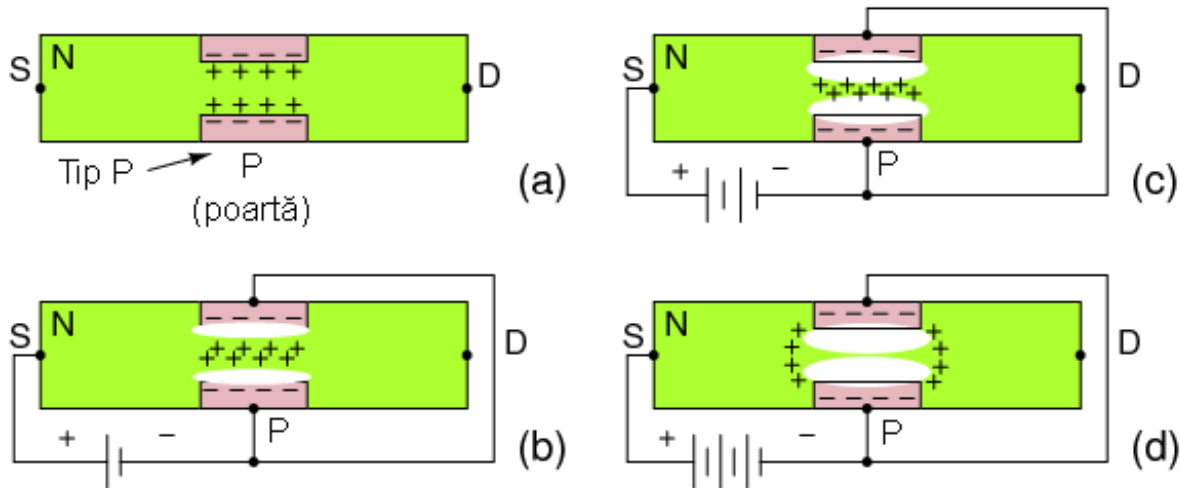 S N D
− − − −
+ + + +
+ + + +
− − − −
Tip P P
(poartă)
(a)
S N D
− − − −
+ + + + + + + +
− − − −
P
+ −
(c)
S N D
− − − −
+ + + + + + + +
− − − −
P
+ −
(b)
S N D
− − − −
+ +
+ +
+ +
+ +
− − − −
P
+ −
(d)